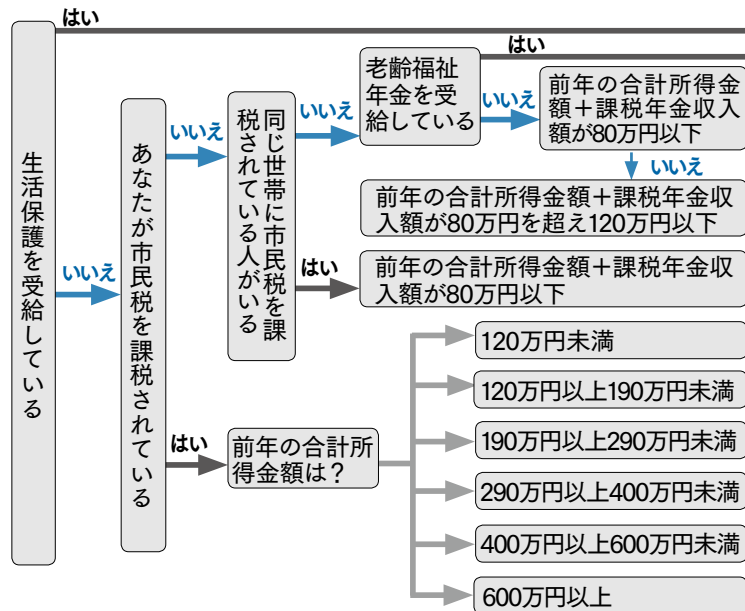 はい
生活保護を受給している
いいえ
あなたが市民税を課税されている
いいえ
同じ世帯に市民税を課
税されている人がいる
いいえ
老齢福祉
年金を受
給している
はい
いいえ
前年の合計所得金
額＋課税年金収入
額が80万円以下
いいえ
前年の合計所得金額＋課税年金収
入額が80万円を超え120万円以下
はい
前年の合計所得金額＋課税年金収
入額が80万円以下
はい
前年の合計所
得金額は？
120万円未満
120万円以上190万円未満
190万円以上290万円未満
290万円以上400万円未満
400万円以上600万円未満
600万円以上